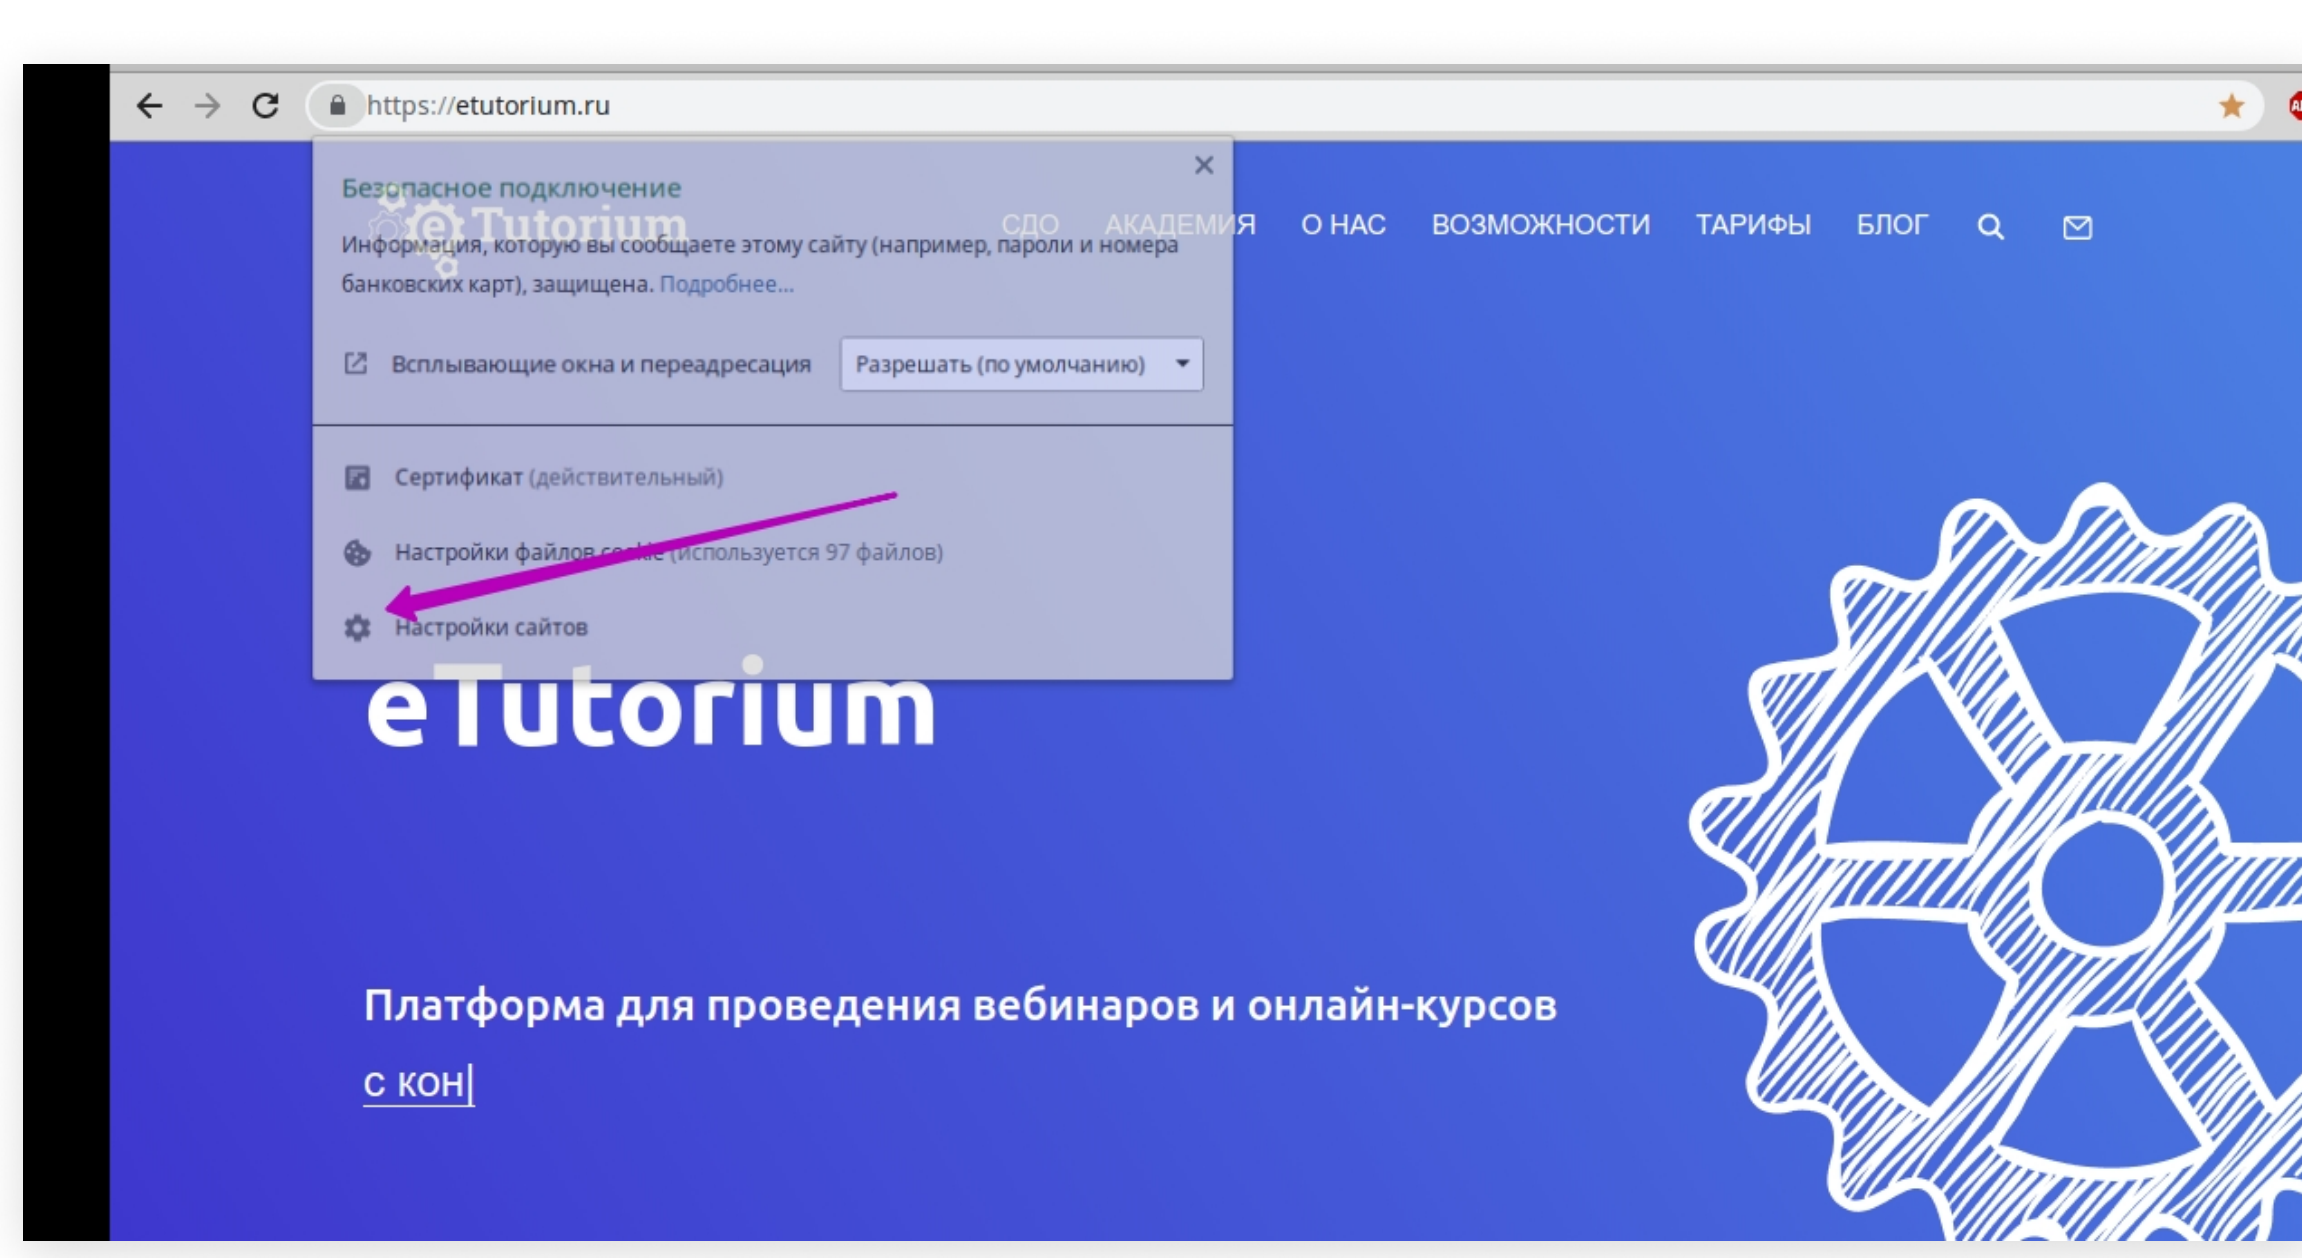 https://etutorium.ru
Безопасное подключение
eTutorium
СДО АКАДЕМИЯ О НАС ВОЗМОЖНОСТИ ТАРИФЫ БЛОГ
Информация, которую вы сообщаете этому сайту (например, пароли и номера
банковских карт), защищена. Подробнее...
Всплывающие окна и переадресация Разрешать (по умолчанию)
Сертификат (действительный)
Настройки файлов cookie (используется 97 файлов)
Настройки сайтов
eTutorium
Платформа для проведения вебинаров и онлайн-курсов
с кон